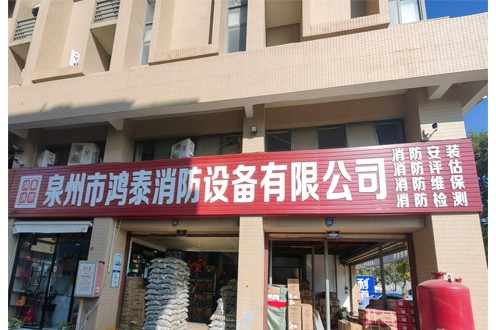 泉州市鸿泰消防设备有限公司
消防安装
消防评估
消防维保
消防检测